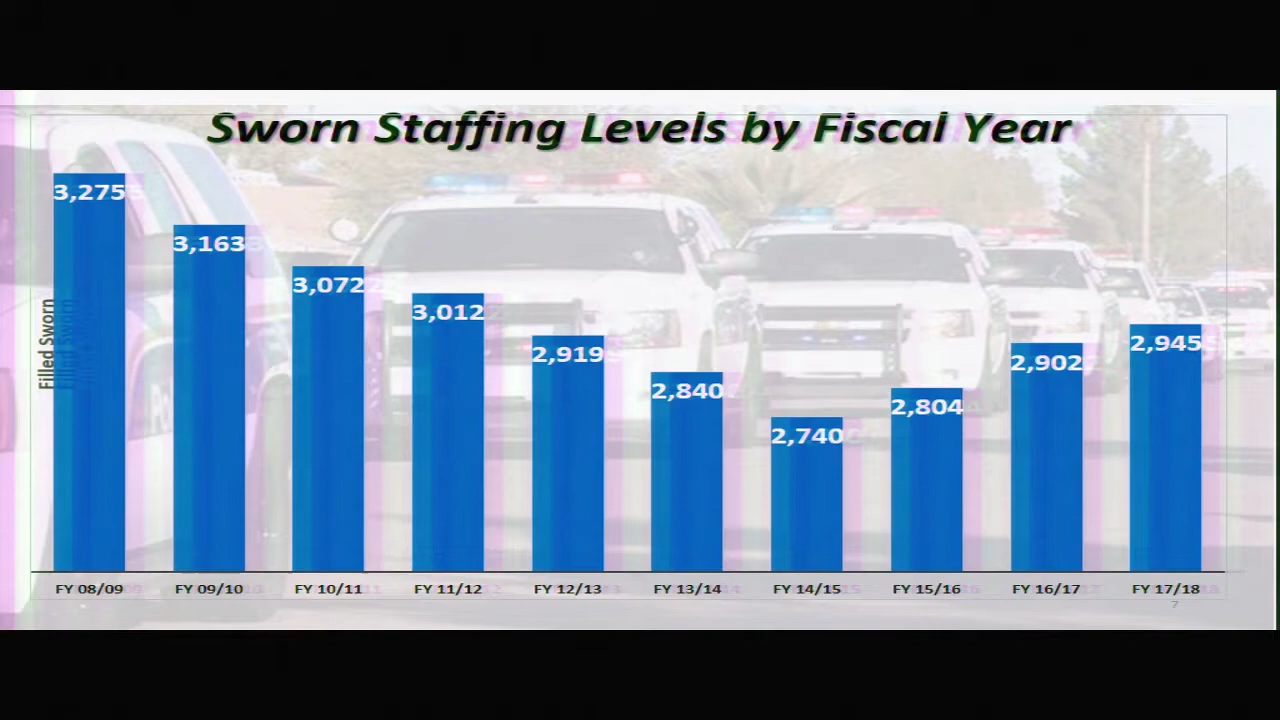 Sworn Staffing Levels by Fiscal Year
Filled Sworn
3,275
3,163
3,072
3,012
2,919
2,840
2,740
2,804
2,902
2,945
FY 08/09
FY 09/10
FY 10/11
FY 11/12
FY 12/13
FY 13/14
FY 14/15
FY 15/16
FY 16/17
FY 17/18
7